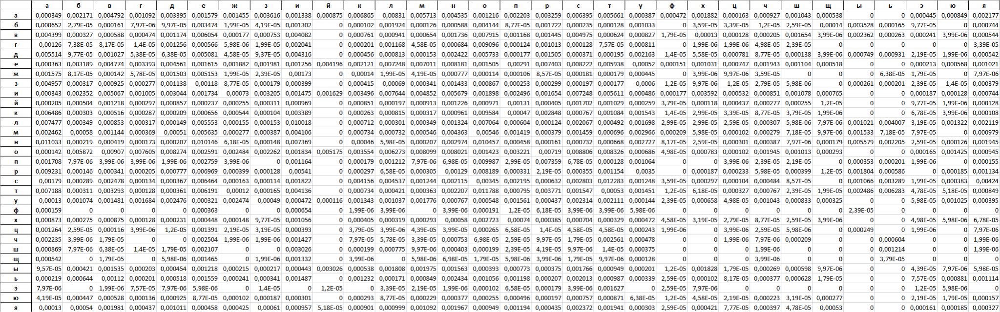 а б в г д е ж з и й к л м н о п р с т у ф х ц ч ш щ ы ь э ю я
а 0,000349 0,002171 0,004792 0,001092 0,003395 0,001579 0,001455 0,003616 0,001338 0,000875 0,006865 0,00831 0,005713 0,004535 0,001216 0,002203 0,003259 0,006395 0,005661 0,000387 0,000472 0,001882 0,000163 0,000927 0,001043 0,000538 0 0 0,000445 0,000849 0,002177
б 0,000652 2,79E-05 0,000161 7,97E-06 9,97E-05 0,003474 1,99E-05 4,19E-05 0,001302 0 0,000102 0,001924 0,000126 0,000588 0,004144 8,77E-05 0,001722 0,000235 0,000128 0,001033 0 3,59E-05 3,39E-05 1,2E-05 2,59E-05 0,00014 0,003528 0,000165 9,77E-05 0 0,000744
в 0,004399 0,000327 0,000588 0,000474 0,001174 0,006054 0,000177 0,000753 0,004082 0 0,000761 0,000941 0,000654 0,001736 0,007915 0,001168 0,001445 0,004975 0,000624 0,000827 1,79E-05 0,00013 0,000128 0,000205 0,001654 3,99E-06 0,002362 0,000263 0,000241 3,99E-06 0,000544
г 0,00126 7,38E-05 8,17E-05 1,4E-05 0,001256 0,000566 5,98E-06 1,99E-05 0,002041 0 0,000201 0,001168 4,58E-05 0,000684 0,009096 0,000124 0,001013 0,000128 7,57E-05 0,000811 0 1,99E-06 1,99E-06 4,98E-05 2,39E-05 0 0 0 0 0 3,39E-05
д 0,005514 9,77E-05 0,001027 5,38E-05 6,38E-05 0,005081 4,58E-05 9,37E-05 0,004316 0 0,000456 0,000813 0,000153 0,002422 0,005733 0,000177 0,001505 0,000371 0,000195 0,002163 1,4E-05 5,58E-05 0,000781 8,77E-05 0,000138 3,99E-06 0,000749 0,000931 2,19E-05 1,99E-06 0,000542
е 0,000363 0,003189 0,004774 0,003393 0,004561 0,001615 0,001882 0,001981 0,001256 0,004196 0,002121 0,007248 0,007011 0,008181 0,001505 0,00291 0,007403 0,008222 0,005938 0,00052 0,000151 0,001031 0,000747 0,001943 0,001104 0,000518 0 0 0,000213 0,000568 0,001021
ж 0,001575 8,17E-05 0,000142 5,78E-05 0,001503 0,005153 1,99E-05 2,39E-05 0,00173 0 0,00014 1,99E-05 4,19E-05 0,000777 0,000114 0,000106 8,57E-05 0,000181 0,000179 0,000445 0 3,99E-06 9,97E-06 3,59E-05 0 0 0 6,38E-05 1,79E-05 0 7,97E-06
з 0,004957 0,000317 0,000925 0,000277 0,001138 0,00118 8,77E-05 0,000179 0,000399 0 0,000415 0,00069 0,000341 0,001433 0,000867 0,000253 0,000299 0,000197 0,000177 0,0006 1,2E-05 9,97E-06 1,2E-05 2,79E-05 5,98E-06 0 0,000261 0,000201 2,39E-05 1,4E-05 0,000379
и 0,000343 0,002352 0,005067 0,001005 0,003044 0,001734 0,00073 0,003205 0,001475 0,001629 0,003496 0,007644 0,004852 0,005679 0,001898 0,002496 0,001654 0,007248 0,005611 0,000486 0,000177 0,003592 0,000532 0,000851 0,001078 0,000765 0 0 0,000187 0,000128 0,000744
й 0,000205 0,000504 0,001218 0,000297 0,000857 0,000237 0,000255 0,000311 0,000969 0 0,000851 0,000197 0,000913 0,001226 0,000971 0,00131 0,000405 0,001702 0,001029 0,000259 3,79E-05 0,000118 0,000437 0,000277 0,000255 1,2E-05 0 0 9,77E-05 1,99E-06 0,000128
к 0,006486 0,000303 0,000516 0,000287 0,000209 0,000656 0,000544 0,000104 0,003389 0 0,000263 0,000815 0,000317 0,000961 0,009584 0,00047 0,002848 0,000767 0,001084 0,001543 1,4E-05 2,99E-05 3,39E-05 8,77E-05 3,79E-05 1,99E-06 0 0 6,78E-05 3,99E-06 0,000108
л 0,007477 0,000349 0,000853 0,000317 0,000149 0,005553 0,000155 0,000153 0,010018 0 0,000712 0,000301 0,000349 0,001324 0,007064 0,000604 0,000124 0,002067 0,000492 0,001698 2,99E-05 2,99E-05 2,59E-05 0,000307 5,98E-06 7,97E-06 0,001021 0,004007 3,19E-05 0,001322 0,002119
м 0,002462 0,00058 0,001144 0,000369 0,00051 0,005635 0,000277 0,000387 0,004106 0 0,000734 0,000732 0,000546 0,004363 0,00546 0,001419 0,000379 0,001459 0,000696 0,002966 0,000209 5,98E-05 0,000102 0,000279 7,18E-05 9,97E-06 0,001533 7,18E-05 7,97E-05 0 0,000979
н 0,011033 0,000219 0,000419 0,000173 0,000207 0,010146 6,18E-05 0,000148 0,007369 0 0,00046 5,98E-05 0,000207 0,002974 0,010457 0,000458 0,000161 0,000732 0,000668 0,002727 8,17E-05 2,59E-05 0,000301 0,000387 7,97E-06 0,000179 0,005579 0,002205 2,59E-05 0,000126 0,001945
о 0,000142 0,005872 0,00907 0,007605 0,008274 0,002591 0,002484 0,002262 0,001834 0,005175 0,003554 0,006273 0,008099 0,008021 0,001423 0,003221 0,00719 0,008806 0,008326 0,000686 4,98E-05 0,000783 0,000102 0,001945 0,001013 0,000293 0 0 0,000165 0,001425 0,000945
п 0,001708 7,97E-06 3,99E-06 3,99E-06 1,99E-06 0,002759 3,99E-06 0 0,001164 0 0,000179 0,001212 7,97E-06 6,98E-05 0,009987 2,99E-05 0,007359 6,78E-05 0,000128 0,001064 0 0 3,99E-06 2,39E-05 2,19E-05 0 0,000353 0,000201 1,99E-06 0 0,000155
р 0,009231 0,000146 0,000341 0,000205 0,000777 0,006969 0,000399 0,000128 0,00541 0 0,000297 6,58E-05 0,000305 0,00129 0,008189 0,000331 2,19E-05 0,000355 0,001154 0,0035 0 0,000187 0,000233 5,98E-05 0,000399 1,2E-05 0,001804 0,000586 0 0,000185 0,001134
с 0,00179 0,000289 0,002478 0,000134 0,000367 0,006464 0,000163 0,000114 0,001822 0 0,004156 0,004537 0,001244 0,002115 0,00345 0,002195 0,000632 0,002803 0,012283 0,001248 3,59E-05 0,000297 0,000104 0,000484 8,57E-05 0 0,001066 0,003289 1,99E-05 0,000383 0,00424
т 0,007188 0,000311 0,003293 0,000128 0,000361 0,006191 0,00012 0,000165 0,004136 0 0,000734 0,000421 0,000363 0,002207 0,011788 0,000795 0,003771 0,001547 0,00053 0,001451 1,2E-05 6,18E-05 0,000327 0,000767 2,39E-05 1,99E-05 0,002486 0,006283 4,78E-05 5,18E-05 0,000849
у 0,00013 0,001074 0,001481 0,001684 0,002476 0,000321 0,002474 0,00049 0,000472 0,000116 0,001343 0,001037 0,001776 0,000767 0,000548 0,001561 0,000437 0,002314 0,002111 0,000144 2,39E-05 0,000658 4,98E-05 0,001043 0,000833 0,000325 0 0 5,98E-05 0,001025 0,000395
ф 0,000159 0 0 0 0 0,000363 0 0 0,000654 0 1,99E-06 3,99E-06 0 3,99E-06 0,000191 1,2E-05 6,18E-05 3,99E-06 3,99E-06 5,98E-06 0 0 0 0 0 0 2,39E-05 0 0 0 0
х 0,000873 0,000275 0,000875 0,000128 0,000231 0,000448 0,000148 9,77E-05 0,001056 0 0,000405 0,000319 0,000293 0,00058 0,002723 0,00074 0,000385 0,000704 0,000329 0,000472 4,58E-05 3,19E-05 2,79E-05 8,77E-05 2,59E-05 3,99E-06 0 0 4,98E-05 5,98E-06 6,78E-05
ц 0,001264 2,59E-05 0,000116 3,99E-06 1,2E-05 0,001391 2,19E-05 3,19E-05 0,000393 0 3,79E-05 3,99E-06 4,39E-05 3,99E-05 0,000265 6,58E-05 1,4E-05 4,58E-05 4,58E-05 0,000243 1,99E-06 0 3,99E-06 2,59E-05 5,98E-06 0 0,000249 0 1,99E-06 0 7,97E-06
ч 0,002235 3,99E-06 1,79E-05 0 0 0,002504 1,99E-06 1,99E-06 0,001427 0 7,97E-05 5,78E-05 3,39E-05 0,000753 6,98E-05 2,59E-05 9,97E-05 1,79E-05 0,002561 0,000478 0 0 1,99E-06 7,97E-06 0,000209 0 0 0,000604 0 0 1,99E-06
ш 0,000869 7,97E-06 6,38E-05 1,4E-05 1,79E-05 0,002107 0 0 0,003026 0 0,000199 0,000775 9,97E-06 0,000403 0,000199 2,39E-05 4,19E-05 9,97E-06 1,4E-05 0,000375 0 0 0 1,99E-06 0 0 0 0,001214 0 0 1,99E-06
щ 0,000542 0 1,79E-05 0 5,98E-06 0,001465 0 1,99E-06 0,001332 0 3,99E-06 0 5,98E-06 6,98E-05 1,79E-05 5,98E-06 3,99E-06 1,79E-05 9,97E-06 0,000128 0 0 0 3,99E-06 0 0 0 3,79E-05 0 0 0
ы 9,57E-05 0,000421 0,001535 0,000203 0,000454 0,001218 0,000215 0,000217 0,000443 0,003026 0,000538 0,001808 0,001975 0,001563 0,000393 0,000773 0,000375 0,001766 0,000949 0,000201 1,2E-05 0,001828 1,79E-05 0,000269 0,000598 9,97E-06 0 0 4,39E-05 7,97E-06 5,98E-05
ь 0,000219 0,000644 0,00112 0,000201 0,000518 0,001559 0,000241 0,000341 0,001487 0 0,001232 0,000171 0,000849 0,002434 0,001056 0,001198 0,000207 0,002013 0,000987 0,000339 2,59E-05 0,000102 8,17E-05 0,000377 0,000628 1,79E-05 0 0 7,57E-05 0,000881 0,001114
э 7,97E-06 0 1,99E-06 7,57E-05 7,97E-06 5,98E-06 0 1,4E-05 0 1,2E-05 0 3,39E-05 2,19E-05 1,99E-06 0,000102 6,58E-05 0,000179 3,99E-06 0,001627 0 2,59E-05 7,97E-06 0 0 0 0 0 0 1,2E-05 5,98E-06 0
ю 4,19E-05 0,000447 0,000528 0,000136 0,000925 8,77E-05 0,000102 0,000187 0,000301 0 0,000293 8,77E-05 0,000229 0,000377 0,000255 0,000496 0,000197 0,000757 0,000871 6,38E-05 1,2E-05 4,58E-05 2,19E-05 0,000223 3,19E-05 0,000277 0 0 2,19E-05 1,79E-05 0,000157
я 0,00013 0,00054 0,001981 0,000437 0,001011 0,000458 0,000425 0,00061 0,000957 5,18E-05 0,000901 0,000999 0,001092 0,001967 0,000949 0,001194 0,000435 0,002372 0,001941 0,000303 2,59E-05 0,000421 7,77E-05 0,000397 4,78E-05 0,00053 0 0 0,000161 0,000185 0,000327